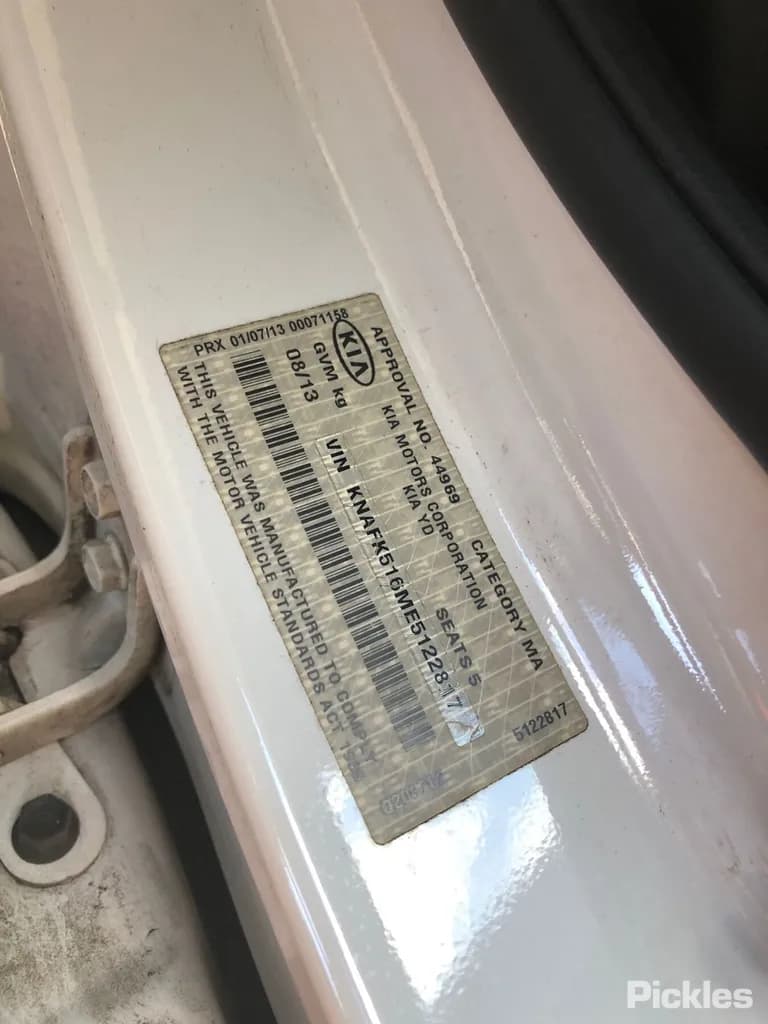 APPROVAL NO. 44969 CATEGORY MA
KIA MOTORS CORPORATION
KIA
KIA YD
GVM kg SEATS 5
08/13
VIN KNAFK516ME5122817
THIS VEHICLE WAS MANUFACTURED TO COMPLY
WITH THE MOTOR VEHICLE STANDARDS ACT
PRX 01/07/13 00071158
5122817
Pickles